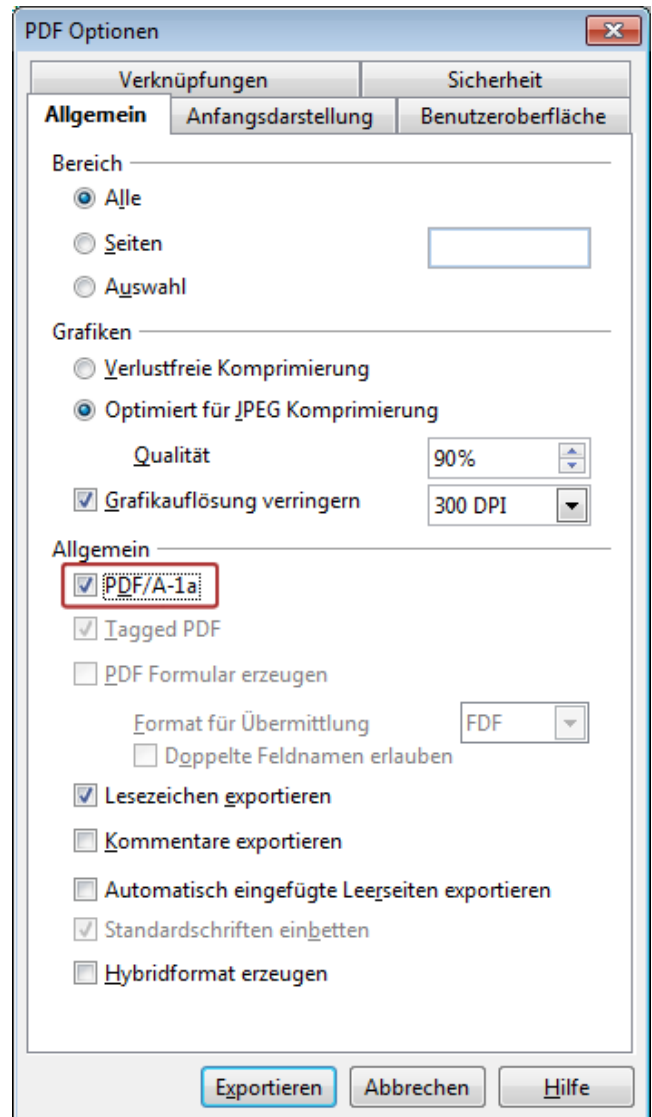 PDF Optionen
Verknüpfungen Sicherheit
Allgemein Anfangsdarstellung Benutzeroberfläche
Bereich
Alle
Seiten
Auswahl
Grafiken
Verlustfreie Komprimierung
Optimiert für JPEG Komprimierung
Qualität 90%
Grafikauflösung verringern 300 DPI
Allgemein
PDF/A-1a
Tagged PDF
PDF Formular erzeugen
Format für Übermittlung FDF
Doppelte Feldnamen erlauben
Lesezeichen exportieren
Kommentare exportieren
Automatisch eingefügte Leerseiten exportieren
Standardschriften einbetten
Hybridformat erzeugen
Exportieren Abbrechen Hilfe